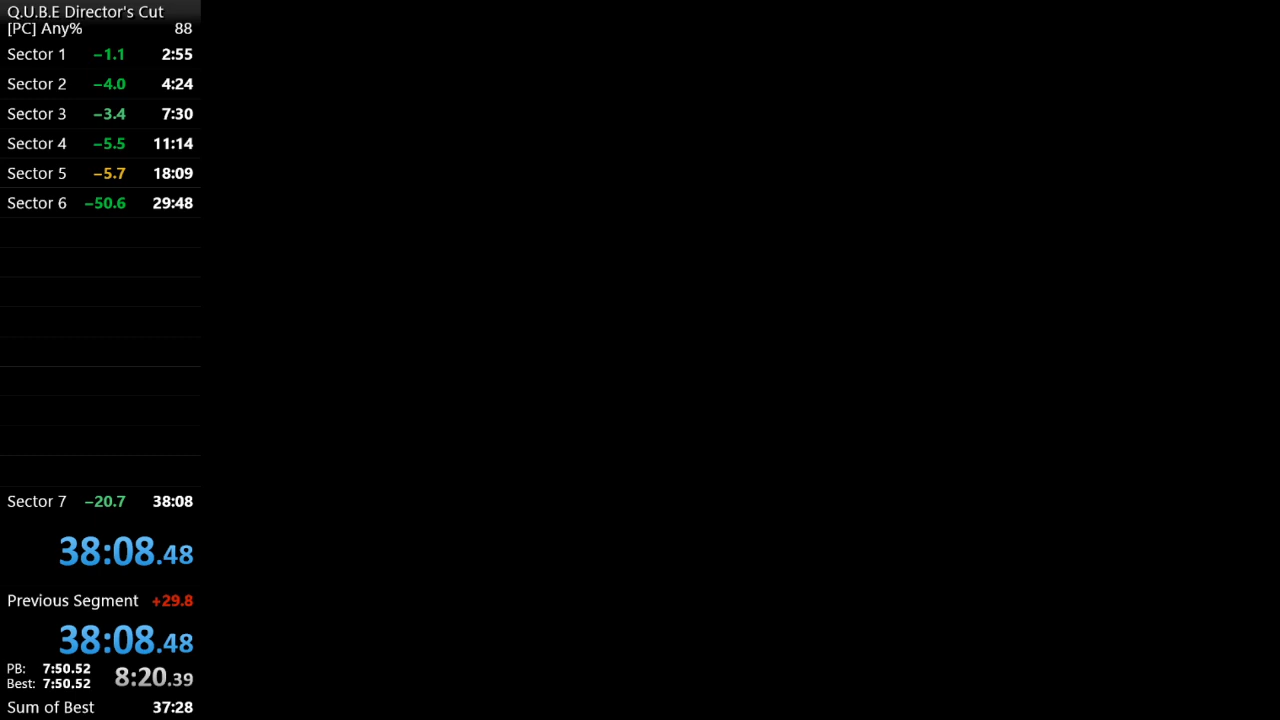 Q.U.B.E Director's Cut
[PC] Any% 88
Sector 1 −1.1 2:55
Sector 2 −4.0 4:24
Sector 3 −3.4 7:30
Sector 4 −5.5 11:14
Sector 5 −5.7 18:09
Sector 6 −50.6 29:48
Sector 7 −20.7 38:08
38:08.48
Previous Segment +29.8
38:08.48
PB: 7:50.52
Best: 7:50.52 8:20.39
Sum of Best 37:28